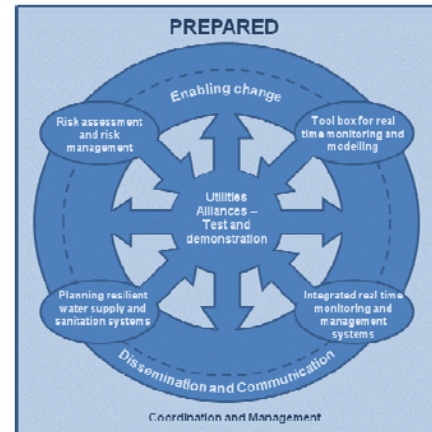 PREPARED
Enabling change
Risk assessment
and risk
management
Tool box for real
time monitoring and
modelling
Utilities
Alliances –
Test and
demonstration
Planning resilient
water supply and
sanitation systems
Integrated real time
monitoring and
management
systems
Dissemination and Communication
Coordination and Management